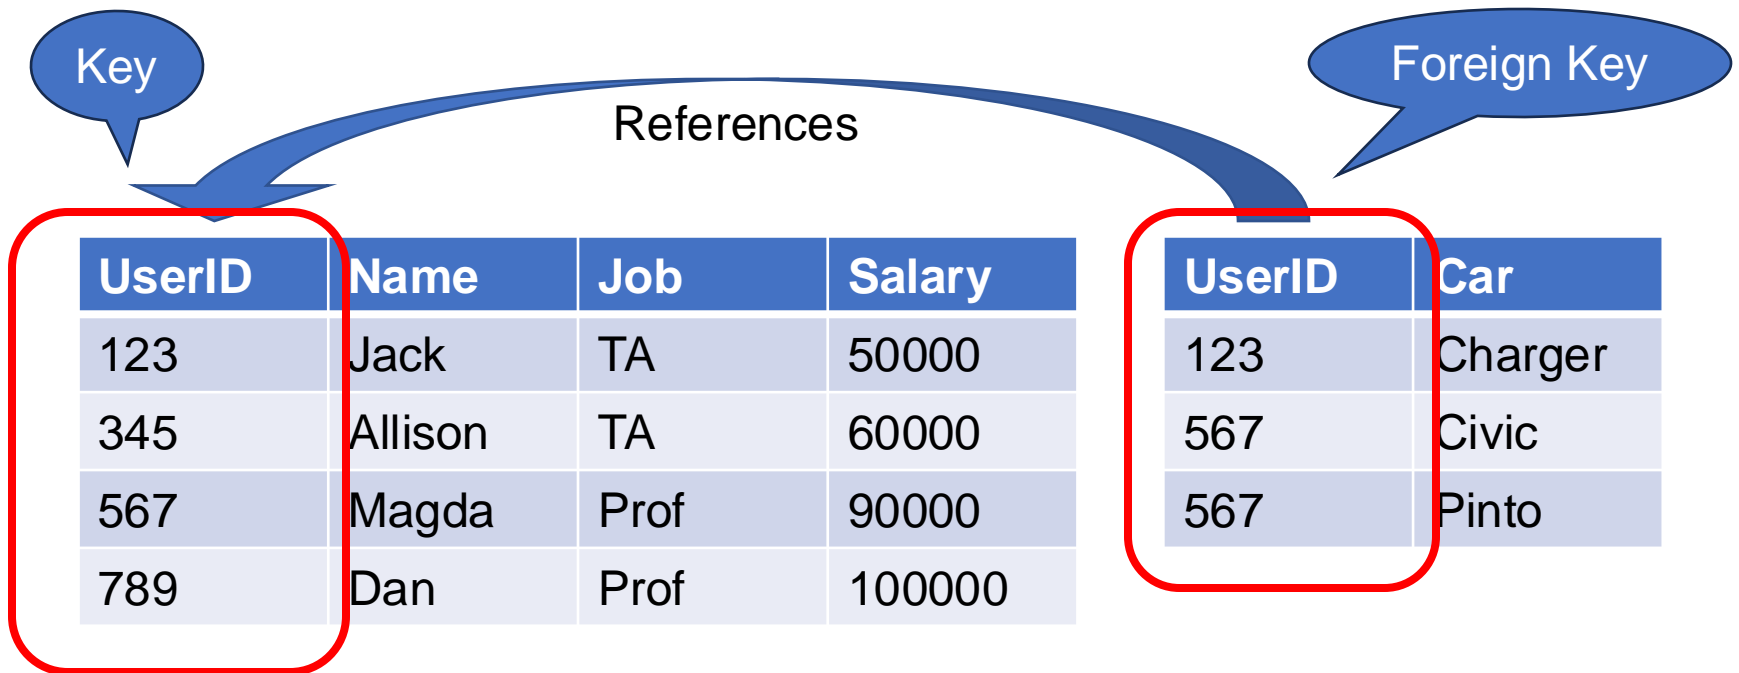 Key
Foreign Key
References
UserID Name Job Salary
123 Jack TA 50000
345 Allison TA 60000
567 Magda Prof 90000
789 Dan Prof 100000
UserID Car
123 Charger
567 Civic
567 Pinto